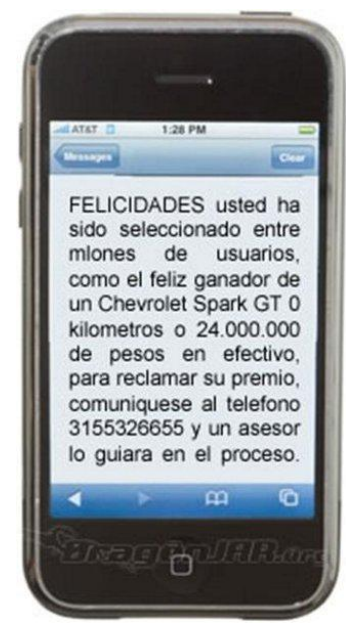 AT&T 1:28 PM
Messages Clear
FELICIDADES usted ha
sido seleccionado entre
mlones de usuarios,
como el feliz ganador de
un Chevrolet Spark GT 0
kilometros o 24.000.000
de pesos en efectivo,
para reclamar su premio,
comuniquese al telefono
3155326655 y un asesor
lo guiara en el proceso.
DragonJAR.org